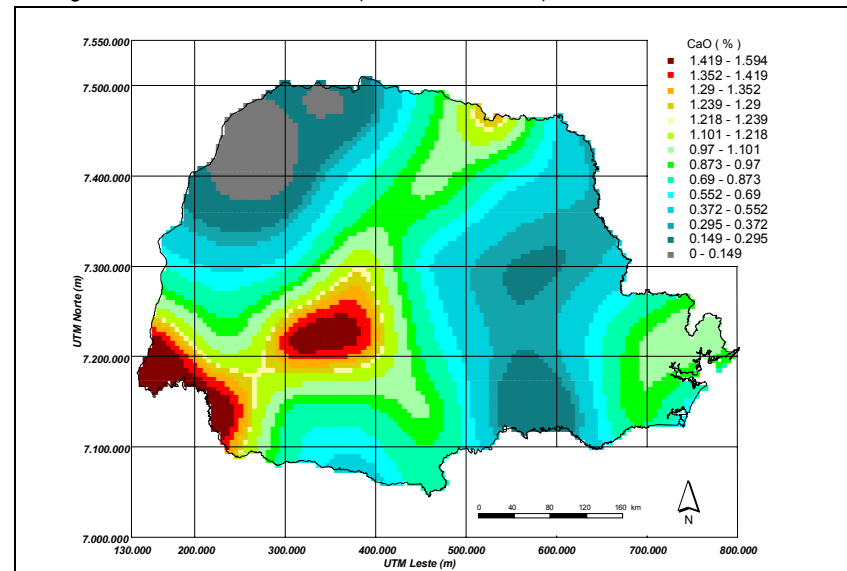 7.550.000
CaO ( % )
1.419 - 1.594
1.352 - 1.419
1.29 - 1.352
1.239 - 1.29
1.218 - 1.239
1.101 - 1.218
0.97 - 1.101
0.873 - 0.97
0.69 - 0.873
0.552 - 0.69
0.372 - 0.552
0.295 - 0.372
0.149 - 0.295
0 - 0.149
7.500.000
7.400.000
7.300.000
7.200.000
7.100.000
7.000.000
UTM Norte (m)
0 40 80 120 160 km
N
130.000 200.000 300.000 400.000 500.000 600.000 700.000 800.000
UTM Leste (m)